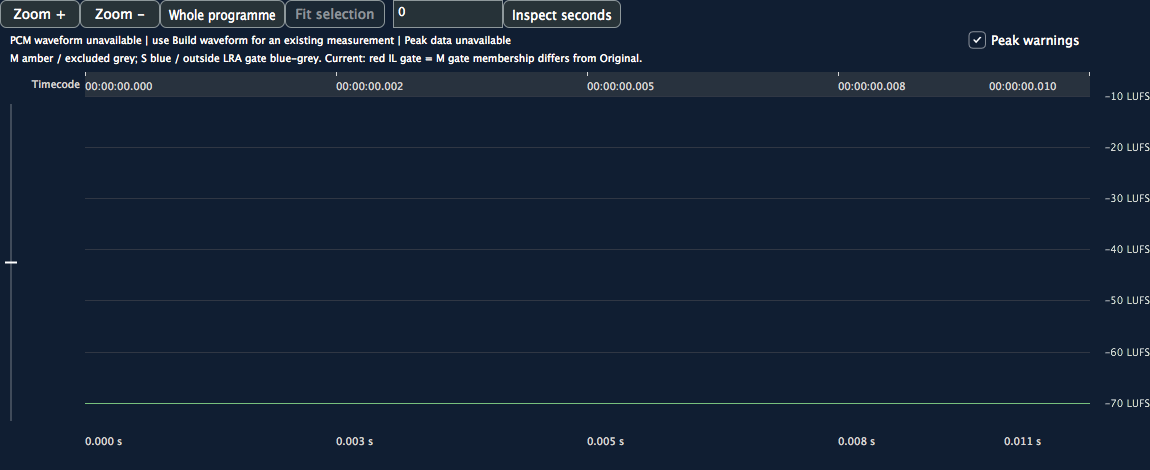 Zoom + Zoom – Whole programme Fit selection 0 Inspect seconds
PCM waveform unavailable | use Build waveform for an existing measurement | Peak data unavailable
Peak warnings
M amber / excluded grey; S blue / outside LRA gate blue-grey. Current: red IL gate = M gate membership differs from Original.
Timecode 00:00:00.000 00:00:00.002 00:00:00.005 00:00:00.008 00:00:00.010
–10 LUFS
–20 LUFS
–30 LUFS
–40 LUFS
–50 LUFS
–60 LUFS
–70 LUFS
0.000 s 0.003 s 0.005 s 0.008 s 0.011 s